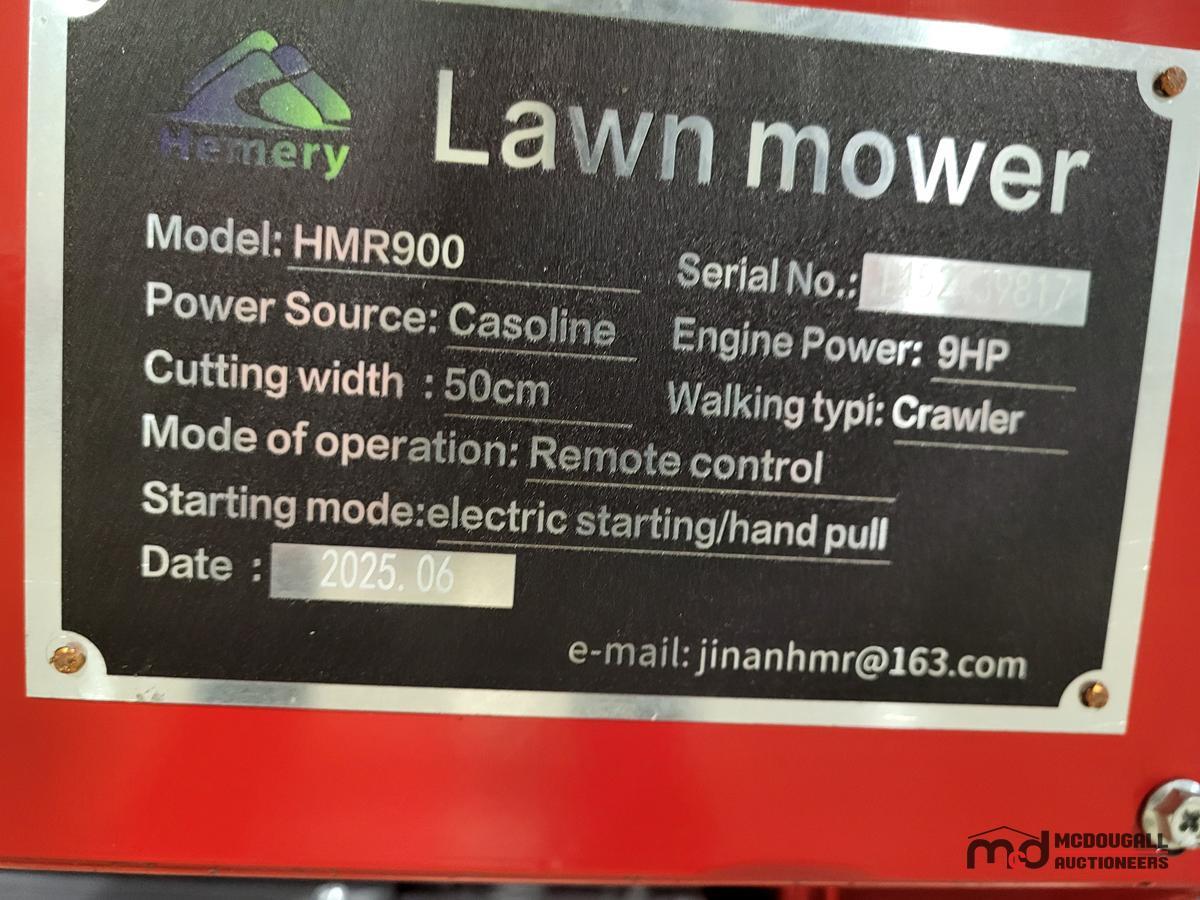 Hemery
Lawn mower
Model: HMR900
Serial No.:
Power Source: Casoline
Engine Power: 9HP
Cutting width : 50cm
Walking typi: Crawler
Mode of operation: Remote control
Starting mode:electric starting/hand pull
Date : 2025.06
e-mail: jinanhmr@163.com
md MCDOUGALL
AUCTIONEERS